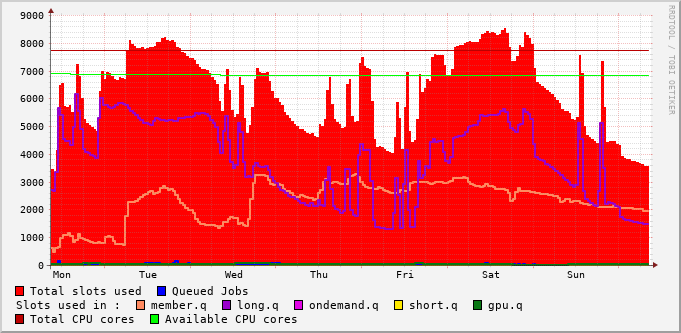 9000
8000
7000
6000
5000
4000
3000
2000
1000
0
Mon Tue Wed Thu Fri Sat Sun
RRDTOOL / TOBI OETIKER
Total slots used Queued Jobs
Slots used in : member.q long.q ondemand.q short.q gpu.q
Total CPU cores Available CPU cores